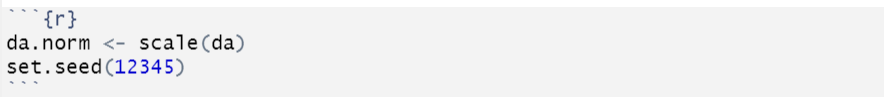 ```{r}
da.norm <- scale(da)
set.seed(12345)
```